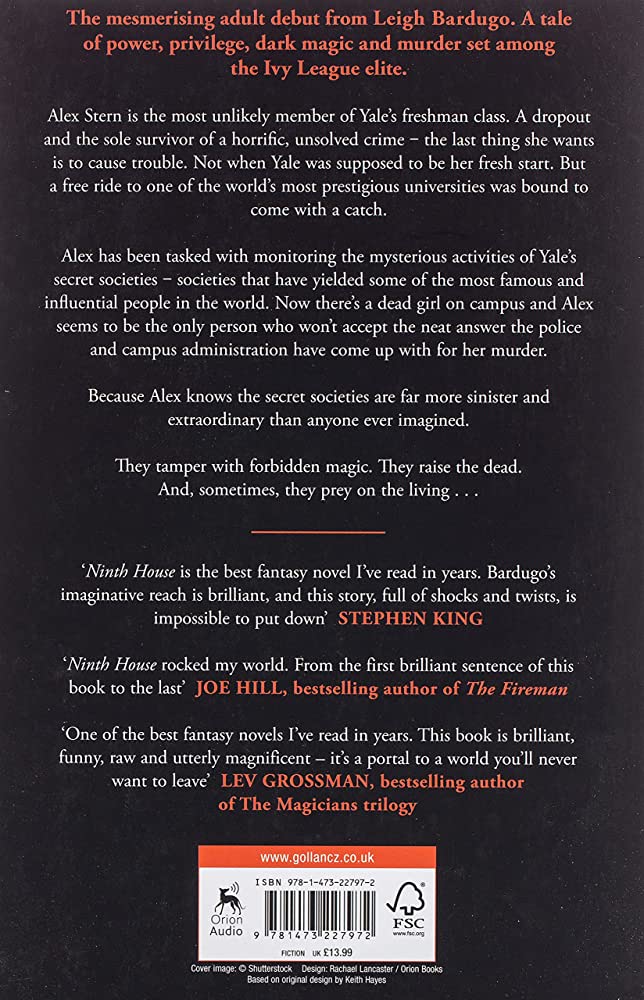 The mesmerising adult debut from Leigh Bardugo. A tale
of power, privilege, dark magic and murder set among
the Ivy League elite.
Alex Stern is the most unlikely member of Yale’s freshman class. A dropout
and the sole survivor of a horrific, unsolved crime – the last thing she wants
is to cause trouble. Not when Yale was supposed to be her fresh start. But
a free ride to one of the world’s most prestigious universities was bound to
come with a catch.
Alex has been tasked with monitoring the mysterious activities of Yale’s
secret societies – societies that have yielded some of the most famous and
influential people in the world. Now there’s a dead girl on campus and Alex
seems to be the only person who won’t accept the neat answer the police
and campus administration have come up with for her murder.
Because Alex knows the secret societies are far more sinister and
extraordinary than anyone ever imagined.
They tamper with forbidden magic. They raise the dead.
And, sometimes, they prey on the living . . .
‘Ninth House is the best fantasy novel I’ve read in years. Bardugo’s
imaginative reach is brilliant, and this story, full of shocks and twists, is
impossible to put down’ STEPHEN KING
‘Ninth House rocked my world. From the first brilliant sentence of this
book to the last’ JOE HILL, bestselling author of The Fireman
‘One of the best fantasy novels I’ve read in years. This book is brilliant,
funny, raw and utterly magnificent – it’s a portal to a world you’ll never
want to leave’ LEV GROSSMAN, bestselling author
of The Magicians trilogy
www.gollancz.co.uk
ISBN 978-1-473-22797-2
Orion
Audio
9 781473 227972
FSC
www.fsc.org
FICTION UK £13.99
Cover image: © Shutterstock Design: Rachael Lancaster / Orion Books
Based on original design by Keith Hayes